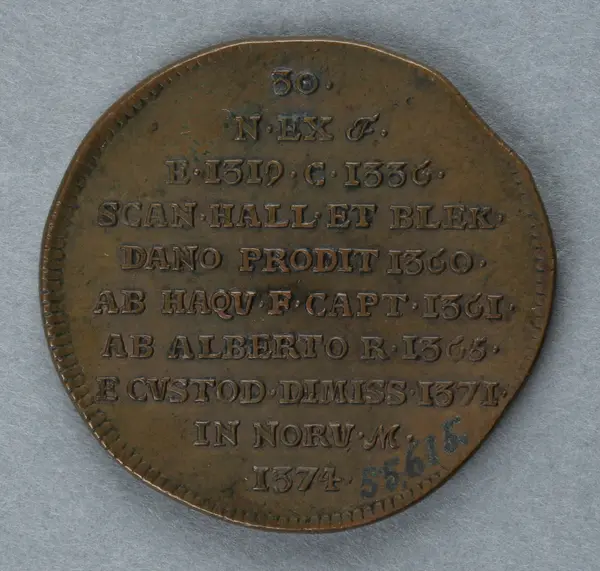 30·
·N·EX F·
E·1319·C·1336·
SCAN·HALL·ET BLEK·
DANO PRODIT 1360·
AB HAQV·F·CAPT·1361·
AB ALBERTO R·1365·
E CVSTOD·DIMISS·1371·
IN NORV·M·
·1374·
55615